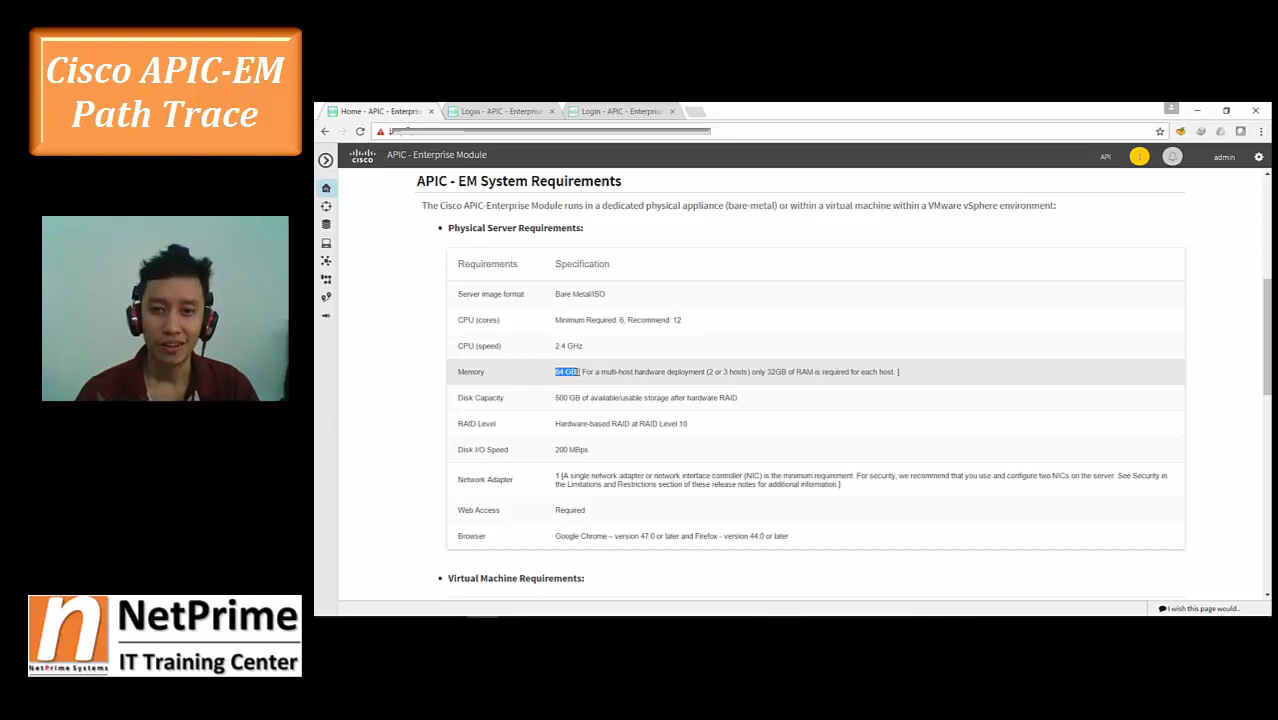 Cisco APIC-EM
Path Trace
Home - APIC - Enterpris
Login - APIC - Enterprise
Login - APIC - Enterprise
CISCO
APIC - Enterprise Module
API
admin
APIC - EM System Requirements
The Cisco APIC-Enterprise Module runs in a dedicated physical appliance (bare-metal) or within a virtual machine within a VMware vSphere environment:
Physical Server Requirements:
Requirements Specification
Server image format Bare Metal/ISO
CPU (cores) Minimum Required: 6, Recommend: 12
CPU (speed) 2.4 GHz
Memory 64 GB [ For a multi-host hardware deployment (2 or 3 hosts) only 32GB of RAM is required for each host. ]
Disk Capacity 500 GB of available/usable storage after hardware RAID
RAID Level Hardware-based RAID at RAID Level 10
Disk I/O Speed 200 MBps
Network Adapter 1 [A single network adapter or network interface controller (NIC) is the minimum requirement. For security, we recommend that you use and configure two NICs on the server. See Security in
the Limitations and Restrictions section of these release notes for additional information.]
Web Access Required
Browser Google Chrome – version 47.0 or later and Firefox - version 44.0 or later
Virtual Machine Requirements:
I wish this page would..
n
NetPrime Systems
NetPrime
IT Training Center